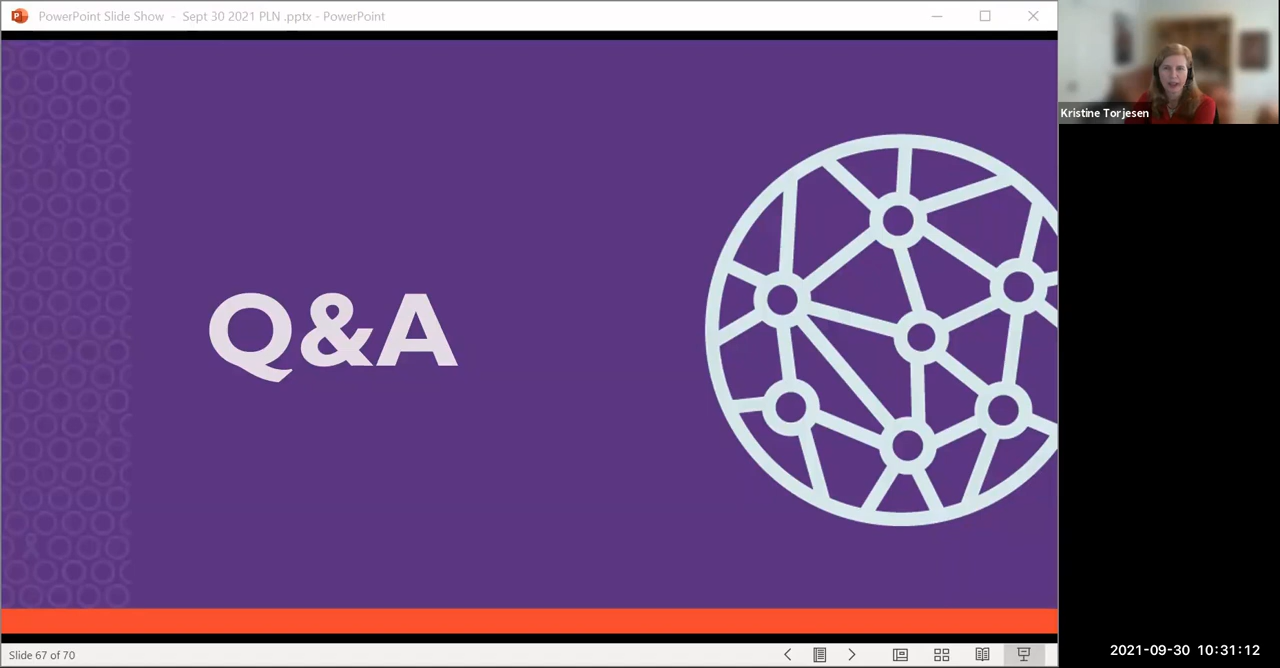 PowerPoint Slide Show - Sept 30 2021 PLN .pptx - PowerPoint
Kristine Torjesen
Q&A
Slide 67 of 70
2021-09-30 10:31:12